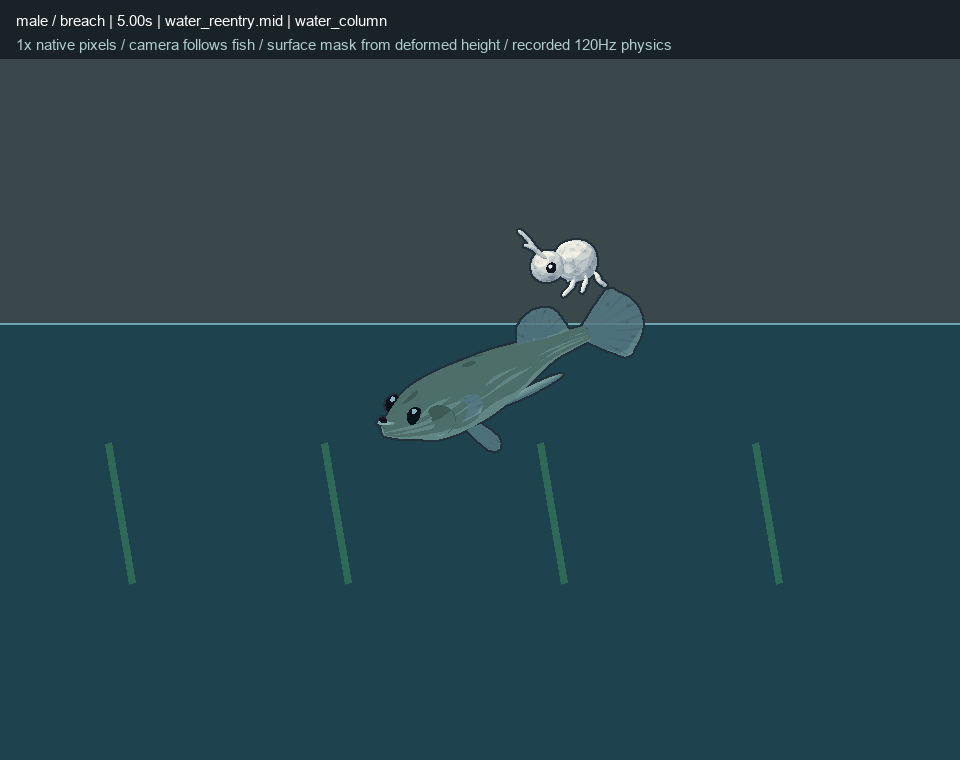 male / breach | 5.00s | water_reentry.mid | water_column
1x native pixels / camera follows fish / surface mask from deformed height / recorded 120Hz physics